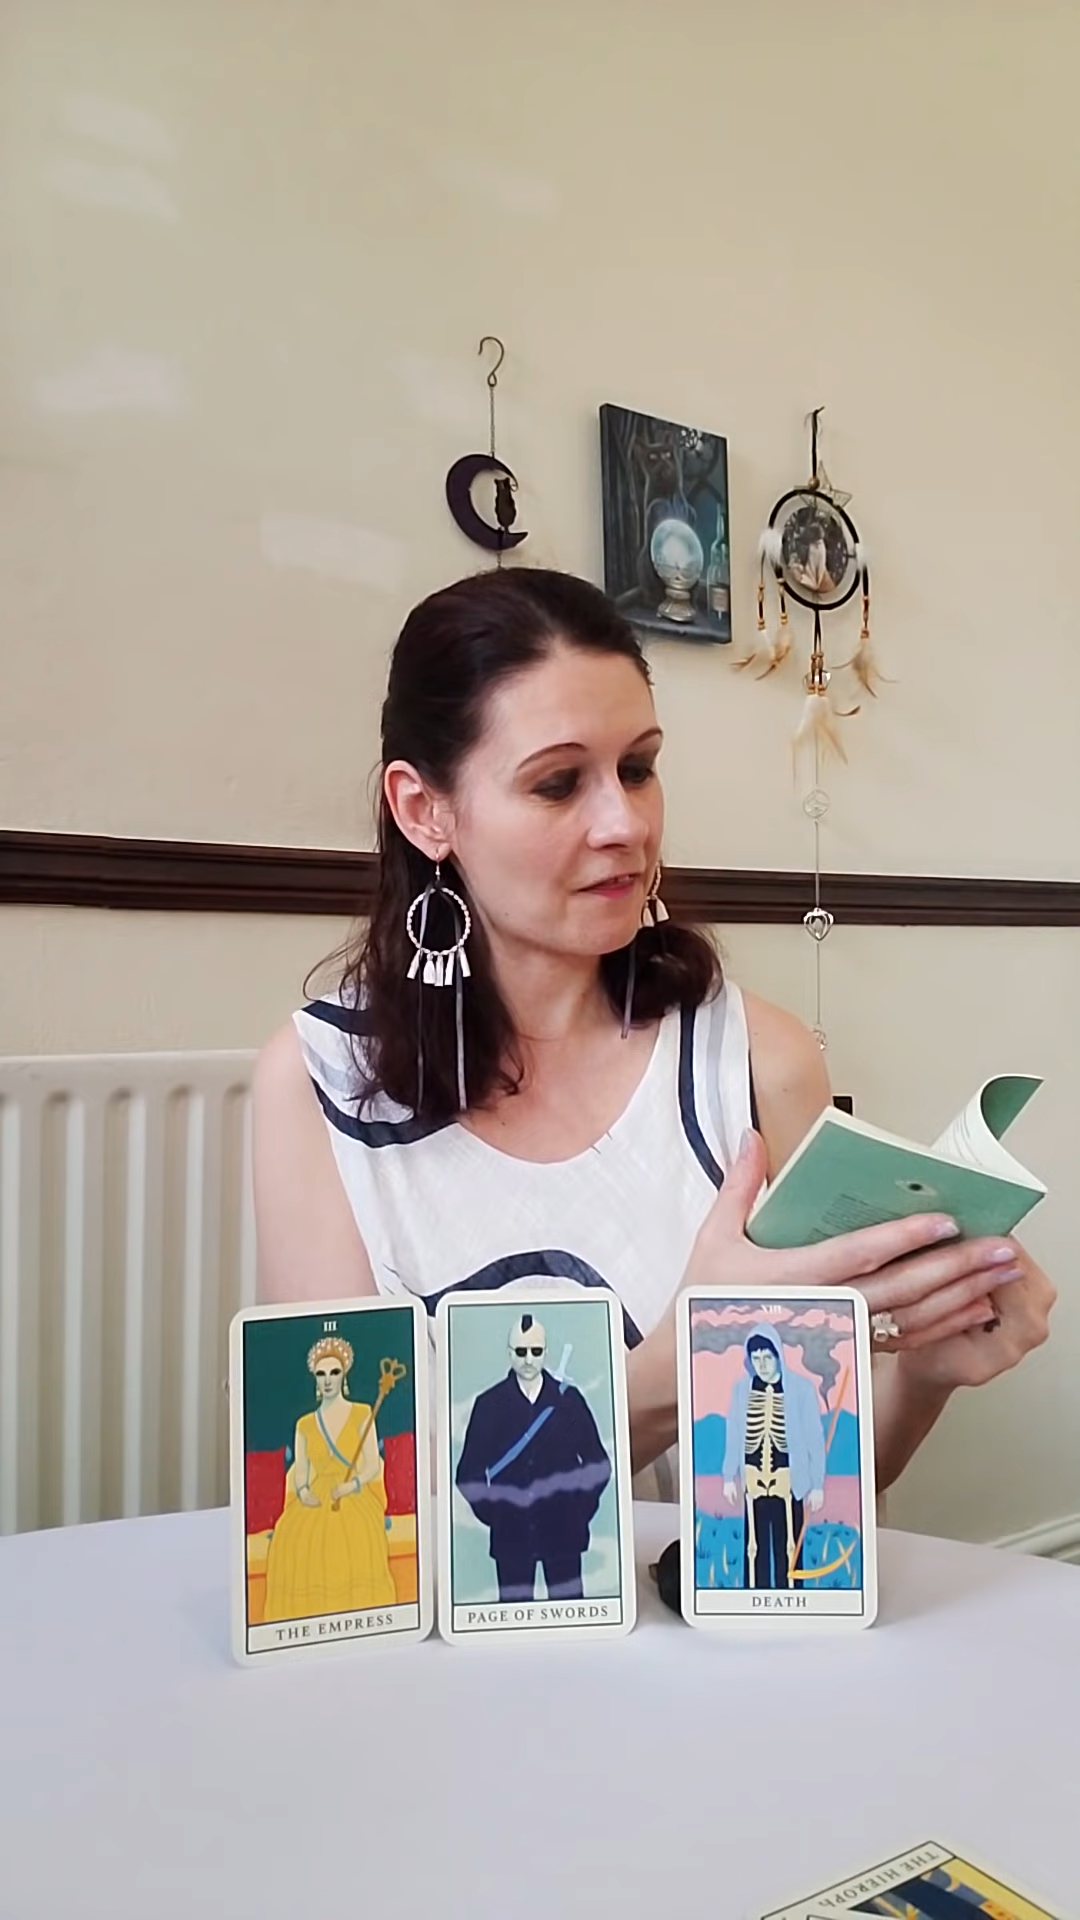 III
THE EMPRESS
PAGE OF SWORDS
XIII
DEATH
THE HIEROPH